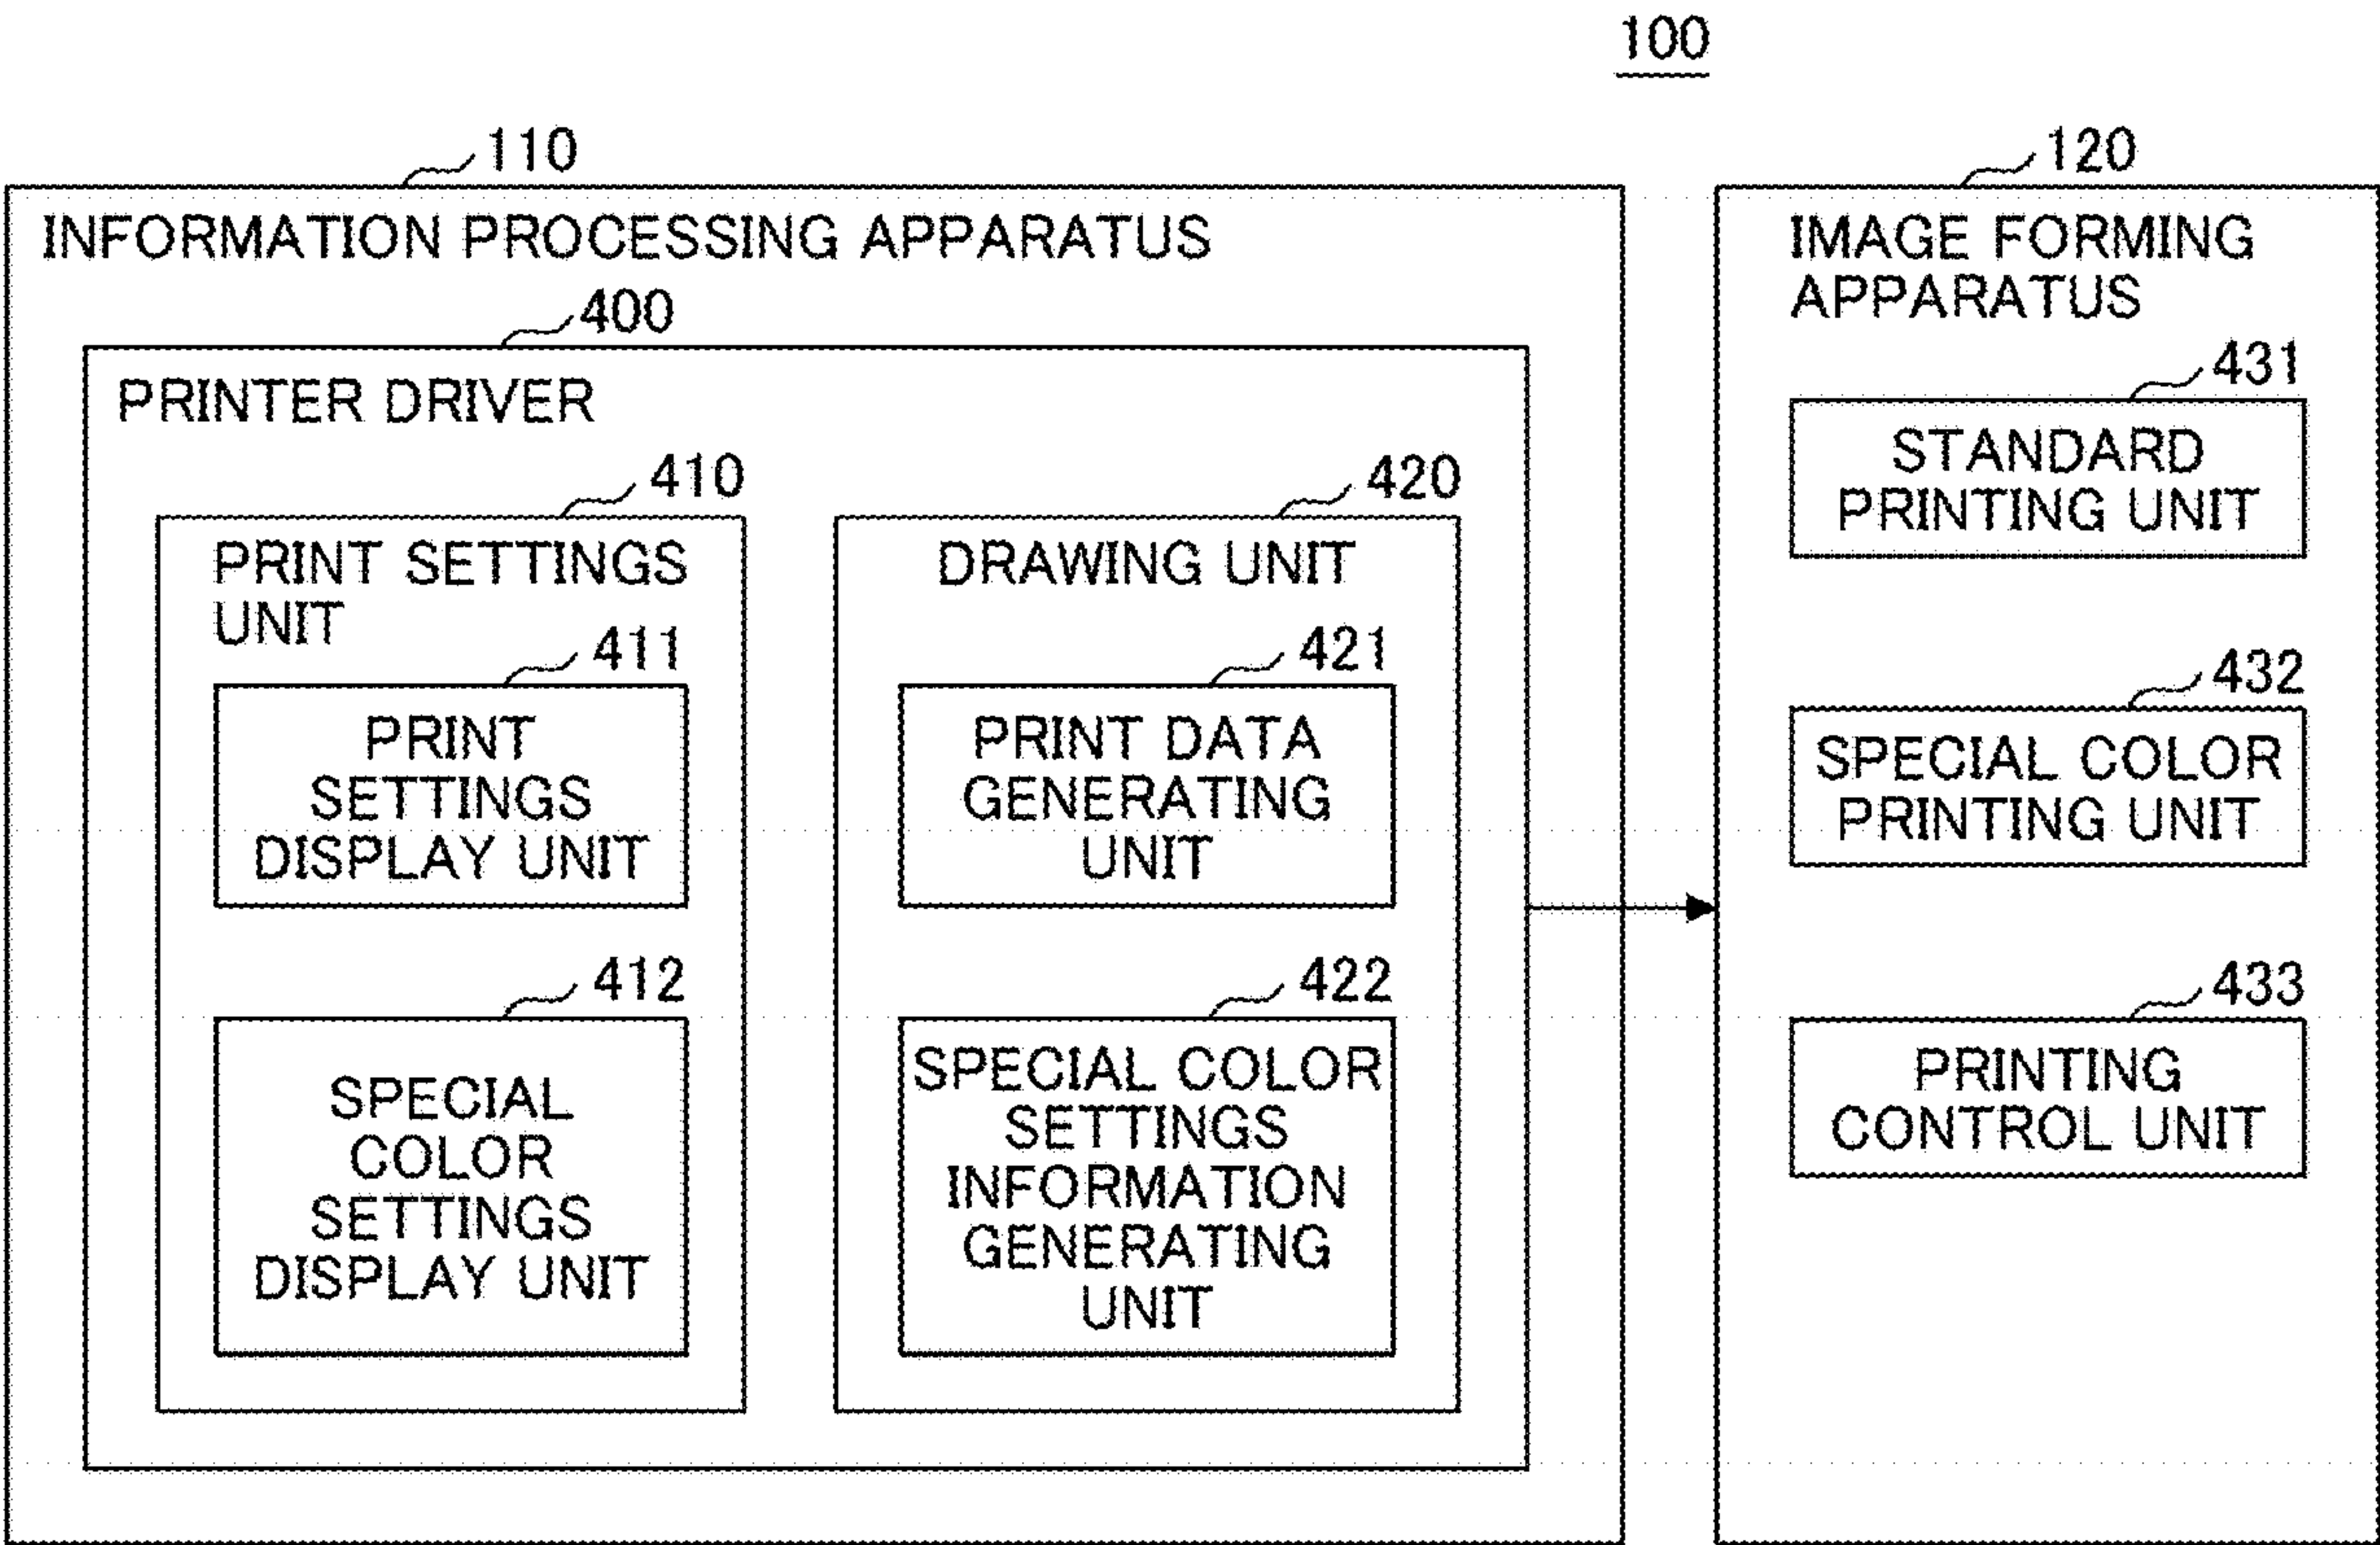 100
110
INFORMATION PROCESSING APPARATUS
400
PRINTER DRIVER
410
PRINT SETTINGS
UNIT
411
PRINT
SETTINGS
DISPLAY UNIT
412
SPECIAL
COLOR
SETTINGS
DISPLAY UNIT
420
DRAWING UNIT
421
PRINT DATA
GENERATING
UNIT
422
SPECIAL COLOR
SETTINGS
INFORMATION
GENERATING
UNIT
120
IMAGE FORMING
APPARATUS
431
STANDARD
PRINTING UNIT
432
SPECIAL COLOR
PRINTING UNIT
433
PRINTING
CONTROL UNIT